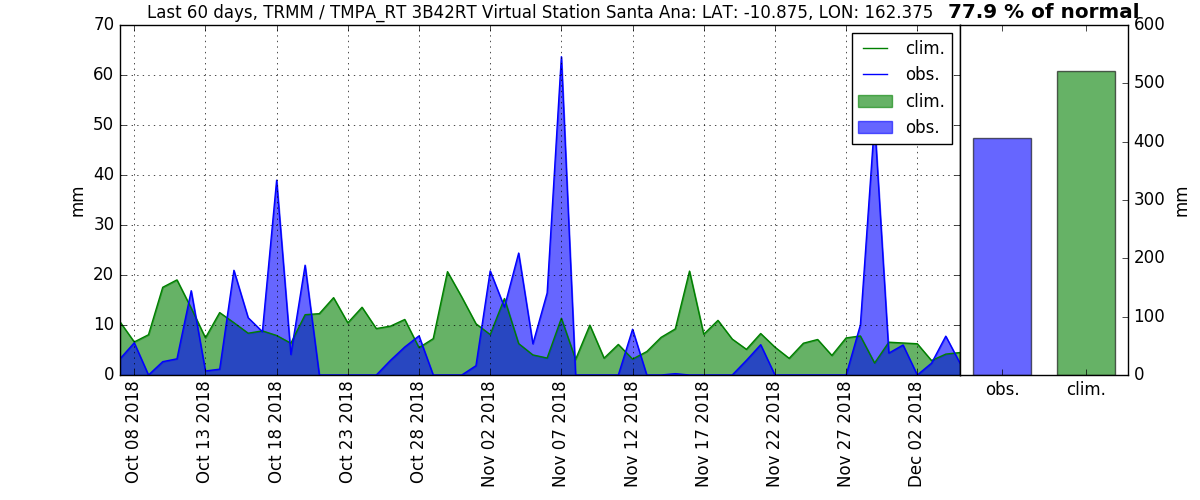 Last 60 days, TRMM / TMPA_RT 3B42RT Virtual Station Santa Ana: LAT: -10.875, LON: 162.375 77.9 % of normal
70
60
50
40
30
20
10
0
mm
clim.
obs.
clim.
obs.
Oct 08 2018
Oct 13 2018
Oct 18 2018
Oct 23 2018
Oct 28 2018
Nov 02 2018
Nov 07 2018
Nov 12 2018
Nov 17 2018
Nov 22 2018
Nov 27 2018
Dec 02 2018
600
500
400
300
200
100
0
mm
obs.
clim.